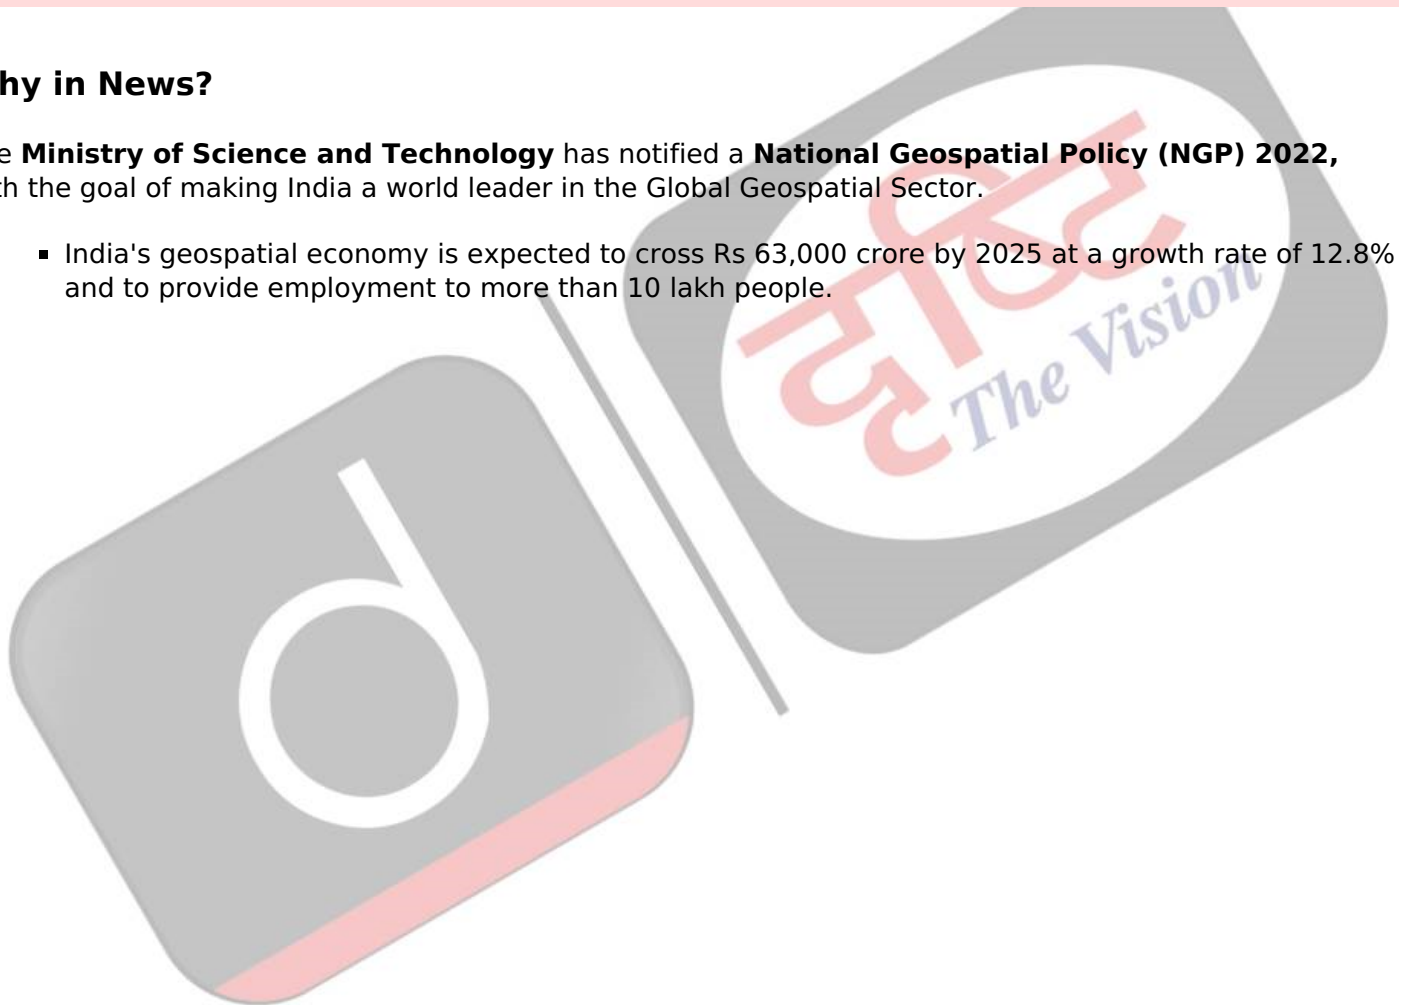 hy in News?
e Ministry of Science and Technology has notified a National Geospatial Policy (NGP) 2022,
th the goal of making India a world leader in the Global Geospatial Sector.
India's geospatial economy is expected to cross Rs 63,000 crore by 2025 at a growth rate of 12.8%
and to provide employment to more than 10 lakh people.
दृष्टि
The Vision
d